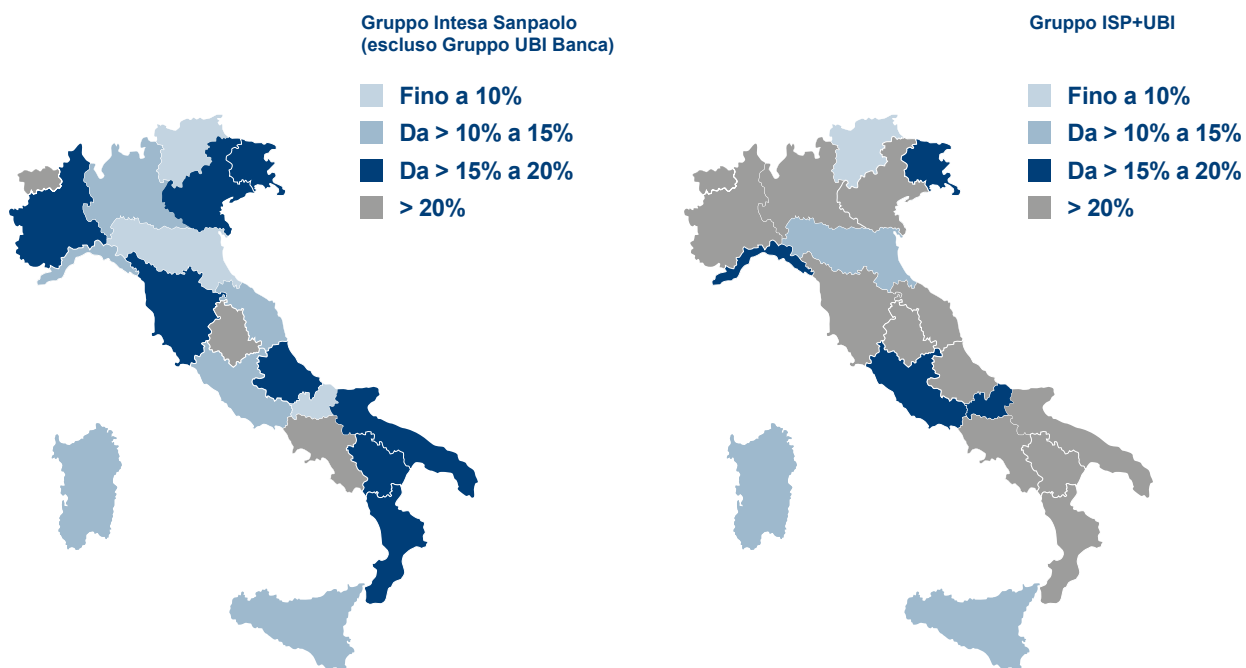 Gruppo Intesa Sanpaolo
(escluso Gruppo UBI Banca)
Fino a 10%
Da > 10% a 15%
Da > 15% a 20%
> 20%
Gruppo ISP+UBI
Fino a 10%
Da > 10% a 15%
Da > 15% a 20%
> 20%